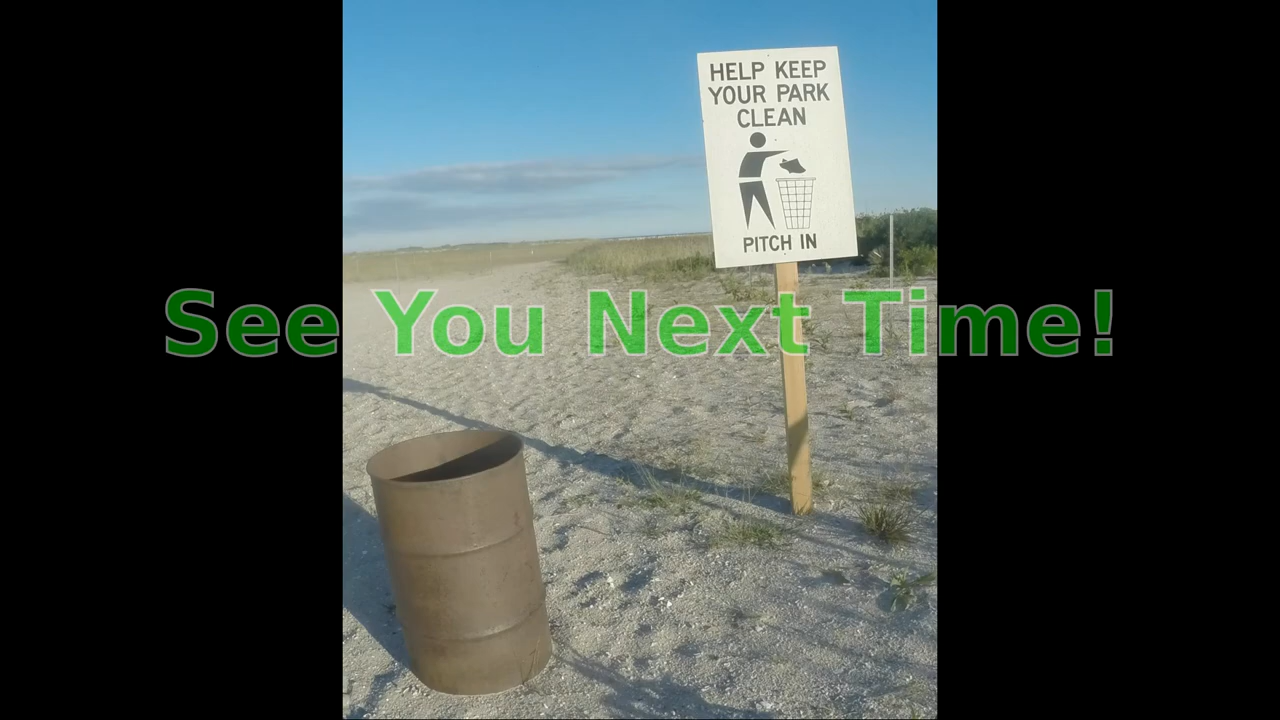 HELP KEEP
YOUR PARK
CLEAN
PITCH IN
See You Next Time!